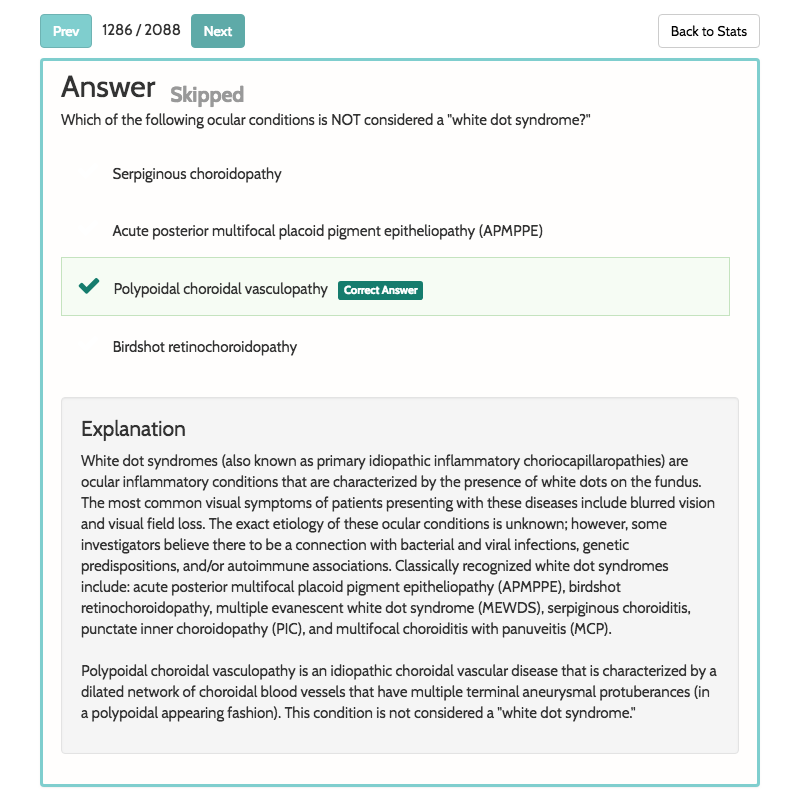 Prev 1286 / 2088 Next Back to Stats
Answer Skipped
Which of the following ocular conditions is NOT considered a "white dot syndrome?"
Serpiginous choroidopathy
Acute posterior multifocal placoid pigment epitheliopathy (APMPPE)
Polypoidal choroidal vasculopathy Correct Answer
Birdshot retinochoroidopathy
Explanation
White dot syndromes (also known as primary idiopathic inflammatory choriocapillaropathies) are
ocular inflammatory conditions that are characterized by the presence of white dots on the fundus.
The most common visual symptoms of patients presenting with these diseases include blurred vision
and visual field loss. The exact etiology of these ocular conditions is unknown; however, some
investigators believe there to be a connection with bacterial and viral infections, genetic
predispositions, and/or autoimmune associations. Classically recognized white dot syndromes
include: acute posterior multifocal placoid pigment epitheliopathy (APMPPE), birdshot
retinochoroidopathy, multiple evanescent white dot syndrome (MEWDS), serpiginous choroiditis,
punctate inner choroidopathy (PIC), and multifocal choroiditis with panuveitis (MCP).
Polypoidal choroidal vasculopathy is an idiopathic choroidal vascular disease that is characterized by a
dilated network of choroidal blood vessels that have multiple terminal aneurysmal protuberances (in
a polypoidal appearing fashion). This condition is not considered a "white dot syndrome."